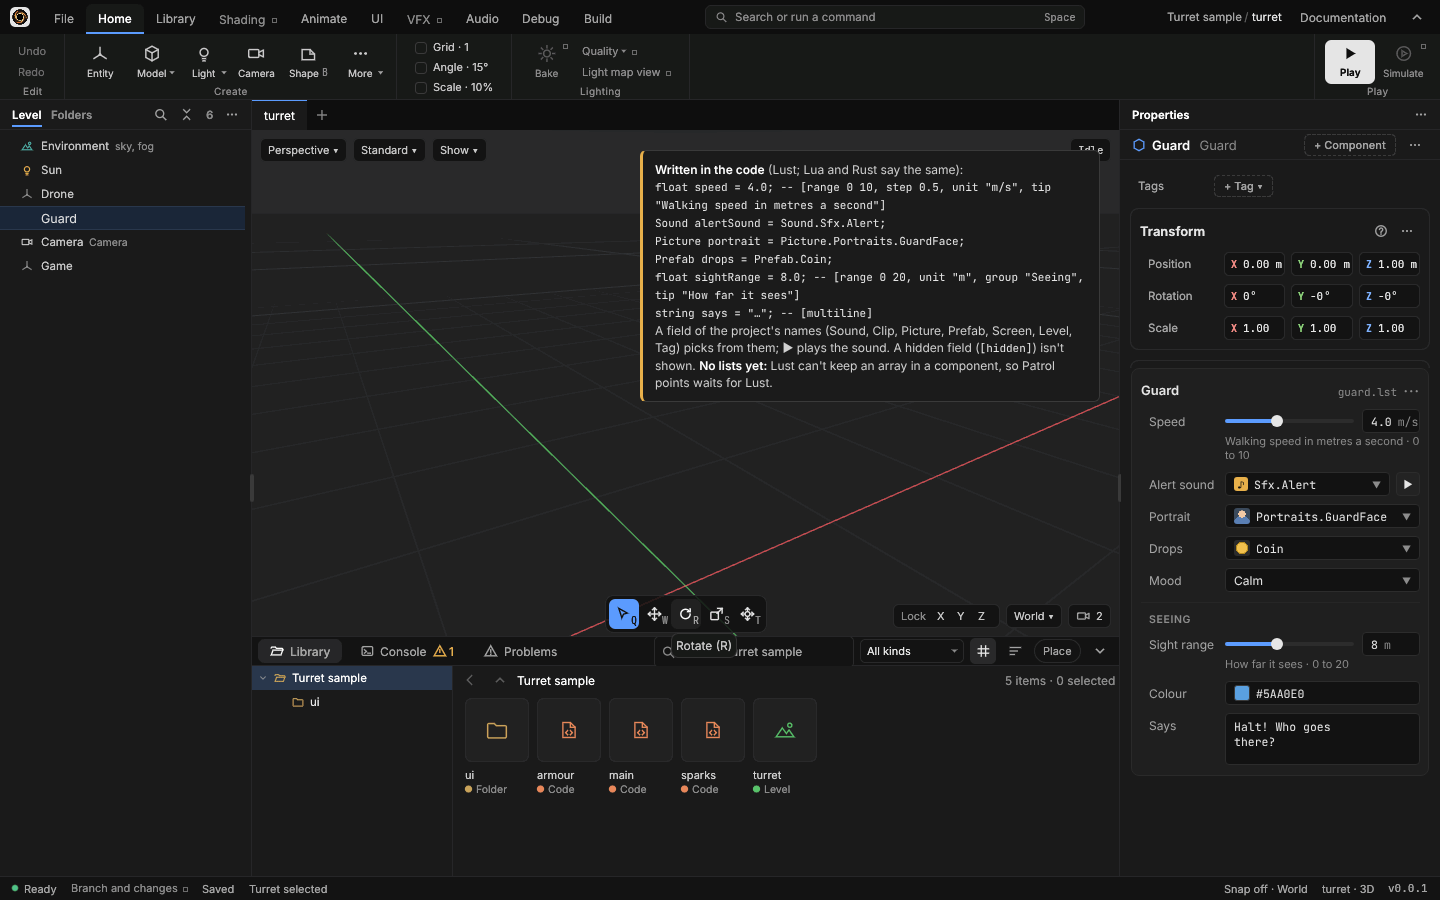 File Home Library Shading Animate UI VFX Audio Debug Build
Search or run a command Space
Turret sample / turret Documentation
Undo
Redo
Edit
Entity Model Light Camera Shape B More
Create
Grid · 1
Angle · 15°
Scale · 10%
Bake
Quality
Light map view
Lighting
Play Simulate
Play
Level Folders 6
Environment sky, fog
Sun
Drone
Guard
Camera Camera
Game
turret
Perspective Standard Show
Written in the code (Lust; Lua and Rust say the same):
float speed = 4.0; -- [range 0 10, step 0.5, unit "m/s", tip
"Walking speed in metres a second"]
Sound alertSound = Sound.Sfx.Alert;
Picture portrait = Picture.Portraits.GuardFace;
Prefab drops = Prefab.Coin;
float sightRange = 8.0; -- [range 0 20, unit "m", group "Seeing",
tip "How far it sees"]
string says = "…"; -- [multiline]
A field of the project's names (Sound, Clip, Picture, Prefab, Screen, Level,
Tag) picks from them; ▶ plays the sound. A hidden field ([hidden]) isn't
shown. No lists yet: Lust can't keep an array in a component, so Patrol
points waits for Lust.
Q W R S T
Lock X Y Z World 2
Rotate (R)
Library Console 1 Problems
Turret sample
ui
All kinds Place
Turret sample
5 items · 0 selected
ui armour main sparks turret
Folder Code Code Code Level
Properties
Guard Guard + Component
Tags + Tag
Transform
Position X 0.00 m Y 0.00 m Z 1.00 m
Rotation X 0° Y -0° Z -0°
Scale X 1.00 Y 1.00 Z 1.00
Guard guard.lst
Speed 4.0 m/s
Walking speed in metres a second · 0
to 10
Alert sound Sfx.Alert
Portrait Portraits.GuardFace
Drops Coin
Mood Calm
SEEING
Sight range 8 m
How far it sees · 0 to 20
Colour #5AA0E0
Says Halt! Who goes
there?
Ready Branch and changes Saved Turret selected
Snap off · World turret · 3D v0.0.1